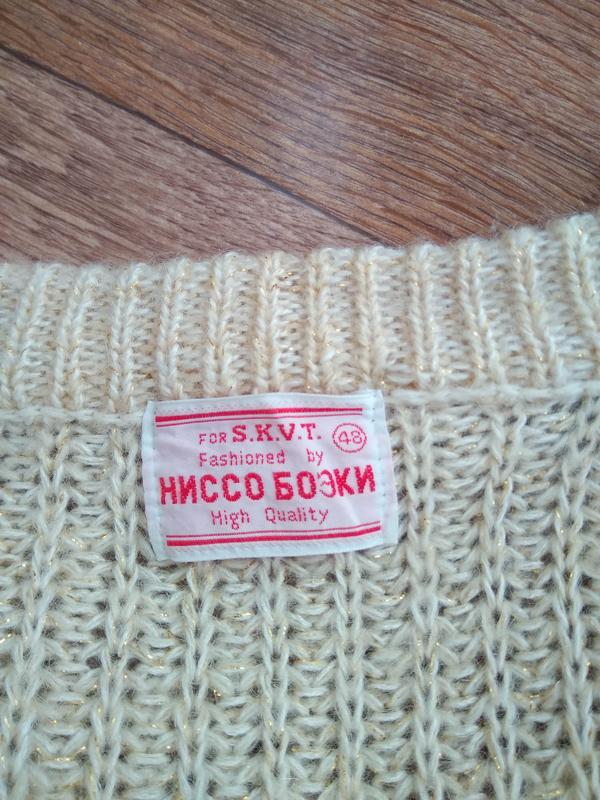 FOR S.K.V.T. 48
Fashioned by
НИССО БОЭКИ
High Quality